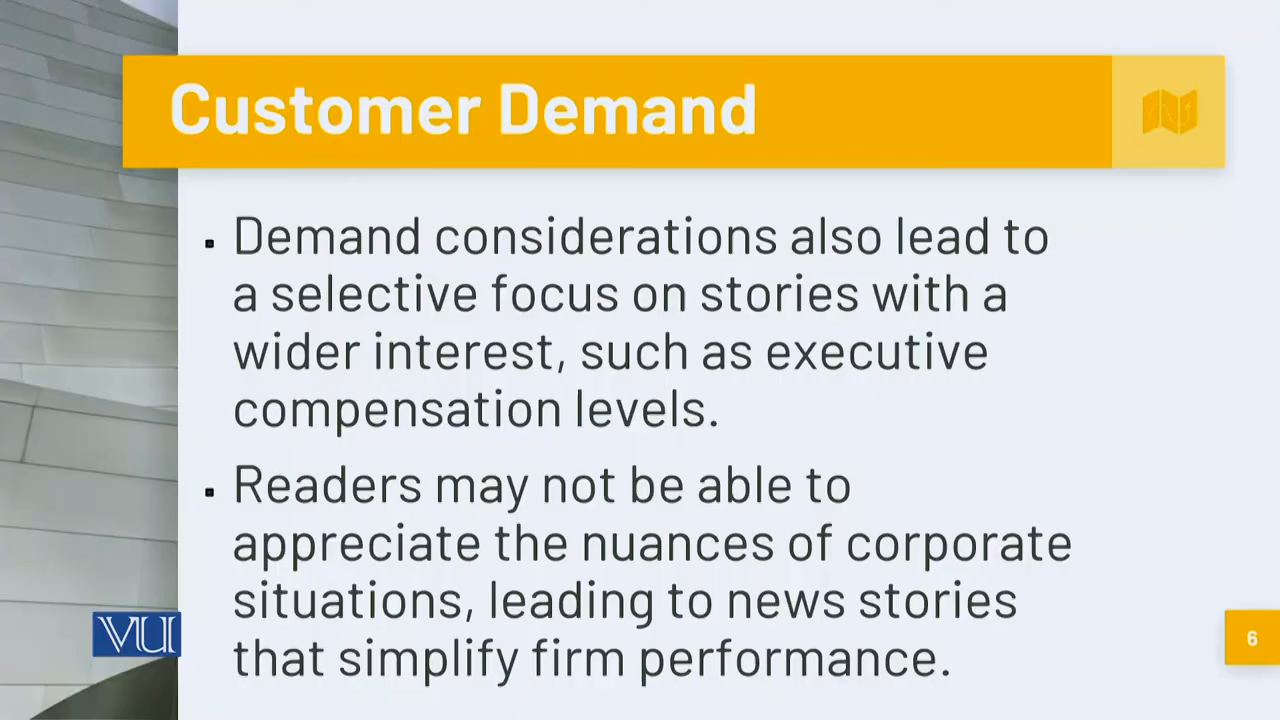 Customer Demand
▪ Demand considerations also lead to
a selective focus on stories with a
wider interest, such as executive
compensation levels.
▪ Readers may not be able to
appreciate the nuances of corporate
situations, leading to news stories
that simplify firm performance.
VU
6